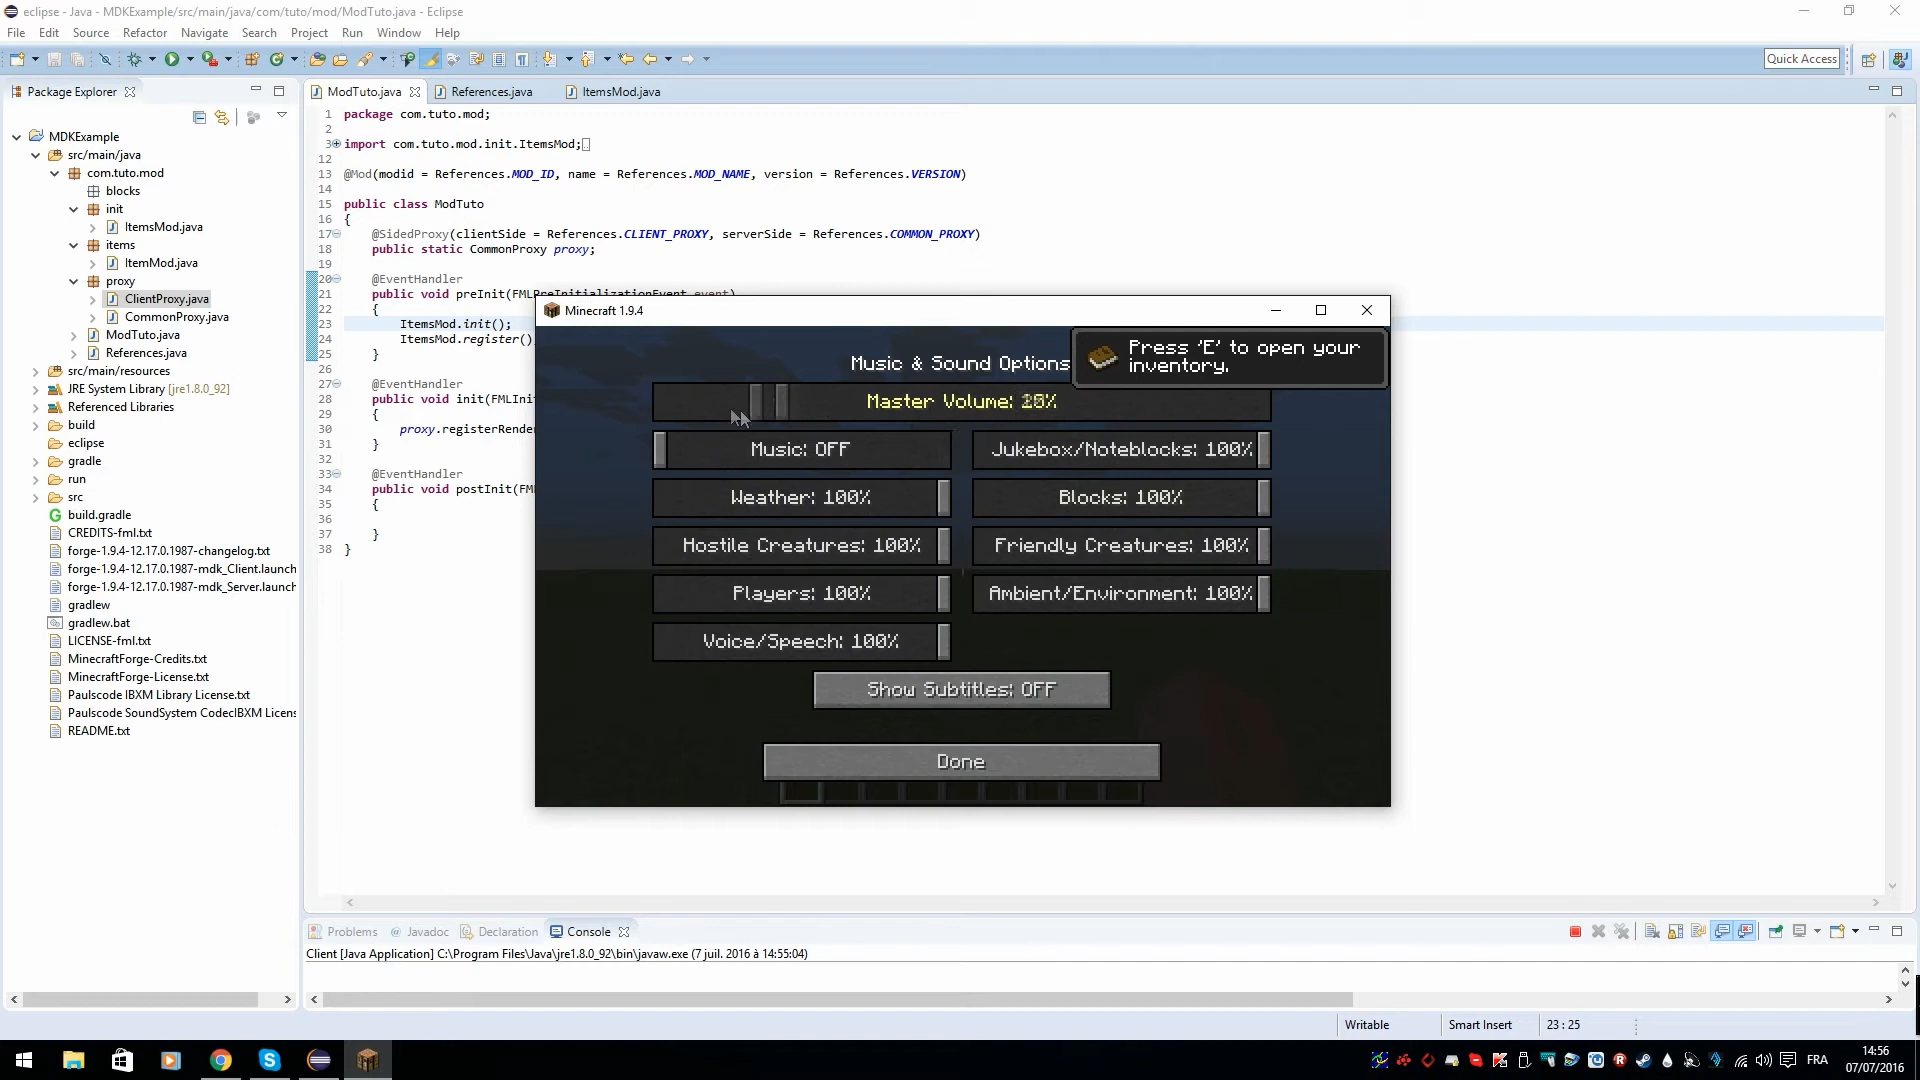 eclipse - Java - MDKExample/src/main/java/com/tuto/mod/ModTuto.java - Eclipse
File Edit Source Refactor Navigate Search Project Run Window Help
Quick Access
Package Explorer
ModTuto.java
References.java
ItemsMod.java
MDKExample
src/main/java
com.tuto.mod
blocks
init
ItemsMod.java
items
ItemMod.java
proxy
ClientProxy.java
CommonProxy.java
ModTuto.java
References.java
src/main/resources
JRE System Library [jre1.8.0_92]
Referenced Libraries
build
eclipse
gradle
run
src
build.gradle
CREDITS-fml.txt
forge-1.9.4-12.17.0.1987-changelog.txt
forge-1.9.4-12.17.0.1987-mdk_Client.launch
forge-1.9.4-12.17.0.1987-mdk_Server.launch
gradlew
gradlew.bat
LICENSE-fml.txt
MinecraftForge-Credits.txt
MinecraftForge-License.txt
Paulscode IBXM Library License.txt
Paulscode SoundSystem CodecIBXM Licens
README.txt
1 package com.tuto.mod;
2
3 import com.tuto.mod.init.ItemsMod;
12
13 @Mod(modid = References.MOD_ID, name = References.MOD_NAME, version = References.VERSION)
14
15 public class ModTuto
16 {
17 @SidedProxy(clientSide = References.CLIENT_PROXY, serverSide = References.COMMON_PROXY)
18 public static CommonProxy proxy;
19
20 @EventHandler
21 public void preInit(FMLPreInitializationEvent event)
22 {
23 ItemsMod.init();
24 ItemsMod.register()
25 }
26
27 @EventHandler
28 public void init(FMLInit
29 {
30 proxy.registerRende
31 }
32
33 @EventHandler
34 public void postInit(FM
35 {
36
37 }
38 }
Minecraft 1.9.4
Music & Sound Options
Press 'E' to open your
inventory.
Master Volume:
Music: OFF
Jukebox/Noteblocks: 100%
Weather: 100%
Blocks: 100%
Hostile Creatures: 100%
Friendly Creatures: 100%
Players: 100%
Ambient/Environment: 100%
Voice/Speech: 100%
Show Subtitles: OFF
Done
Problems
Javadoc
Declaration
Console
Client [Java Application] C:\Program Files\Java\jre1.8.0_92\bin\javaw.exe (7 juil. 2016 à 14:55:04)
Writable
Smart Insert
23 : 25
FRA
14:56
07/07/2016